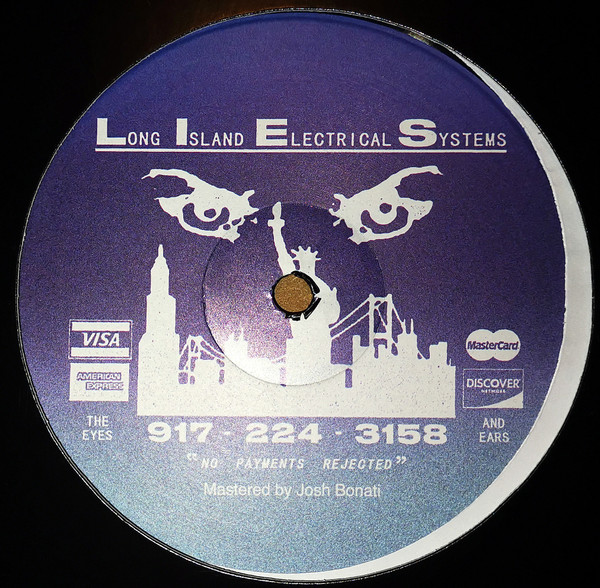 LONG ISLAND ELECTRICAL SYSTEMS
VISA
MasterCard
AMERICAN EXPRESS
DISCOVER
NETWORK
THE EYES
917 - 224 - 3158
AND EARS
"NO PAYMENTS REJECTED"
Mastered by Josh Bonati